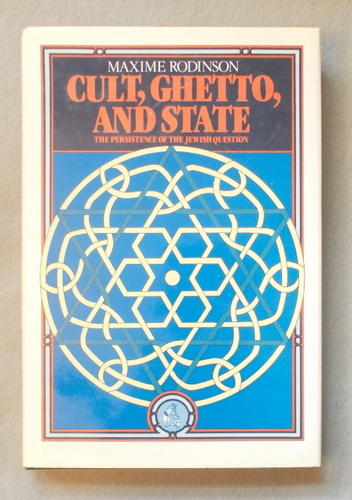 MAXIME RODINSON
CULT, GHETTO,
AND STATE
THE PERSISTENCE OF THE JEWISH QUESTION